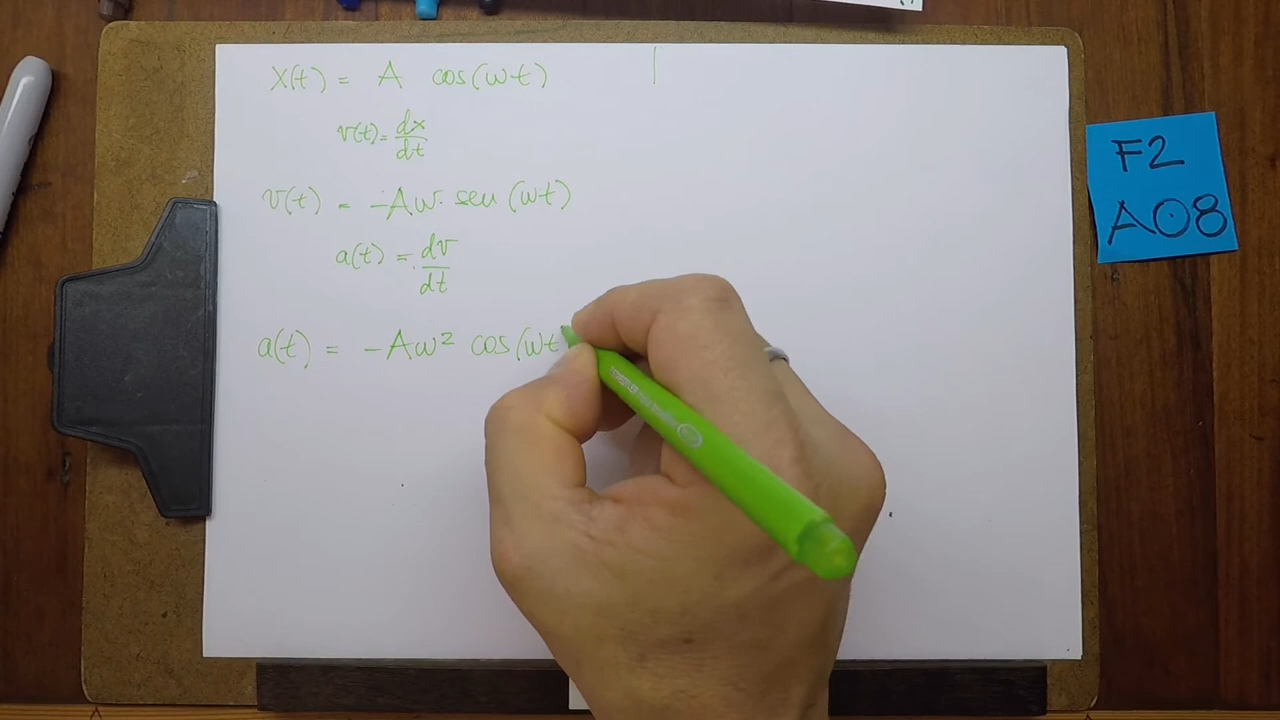 x(t) = A cos(ωt)
v(t) = dx/dt
v(t) = -Aω· sen (ωt)
a(t) = dv/dt
a(t) = -Aω² cos(ωt
F2
A08